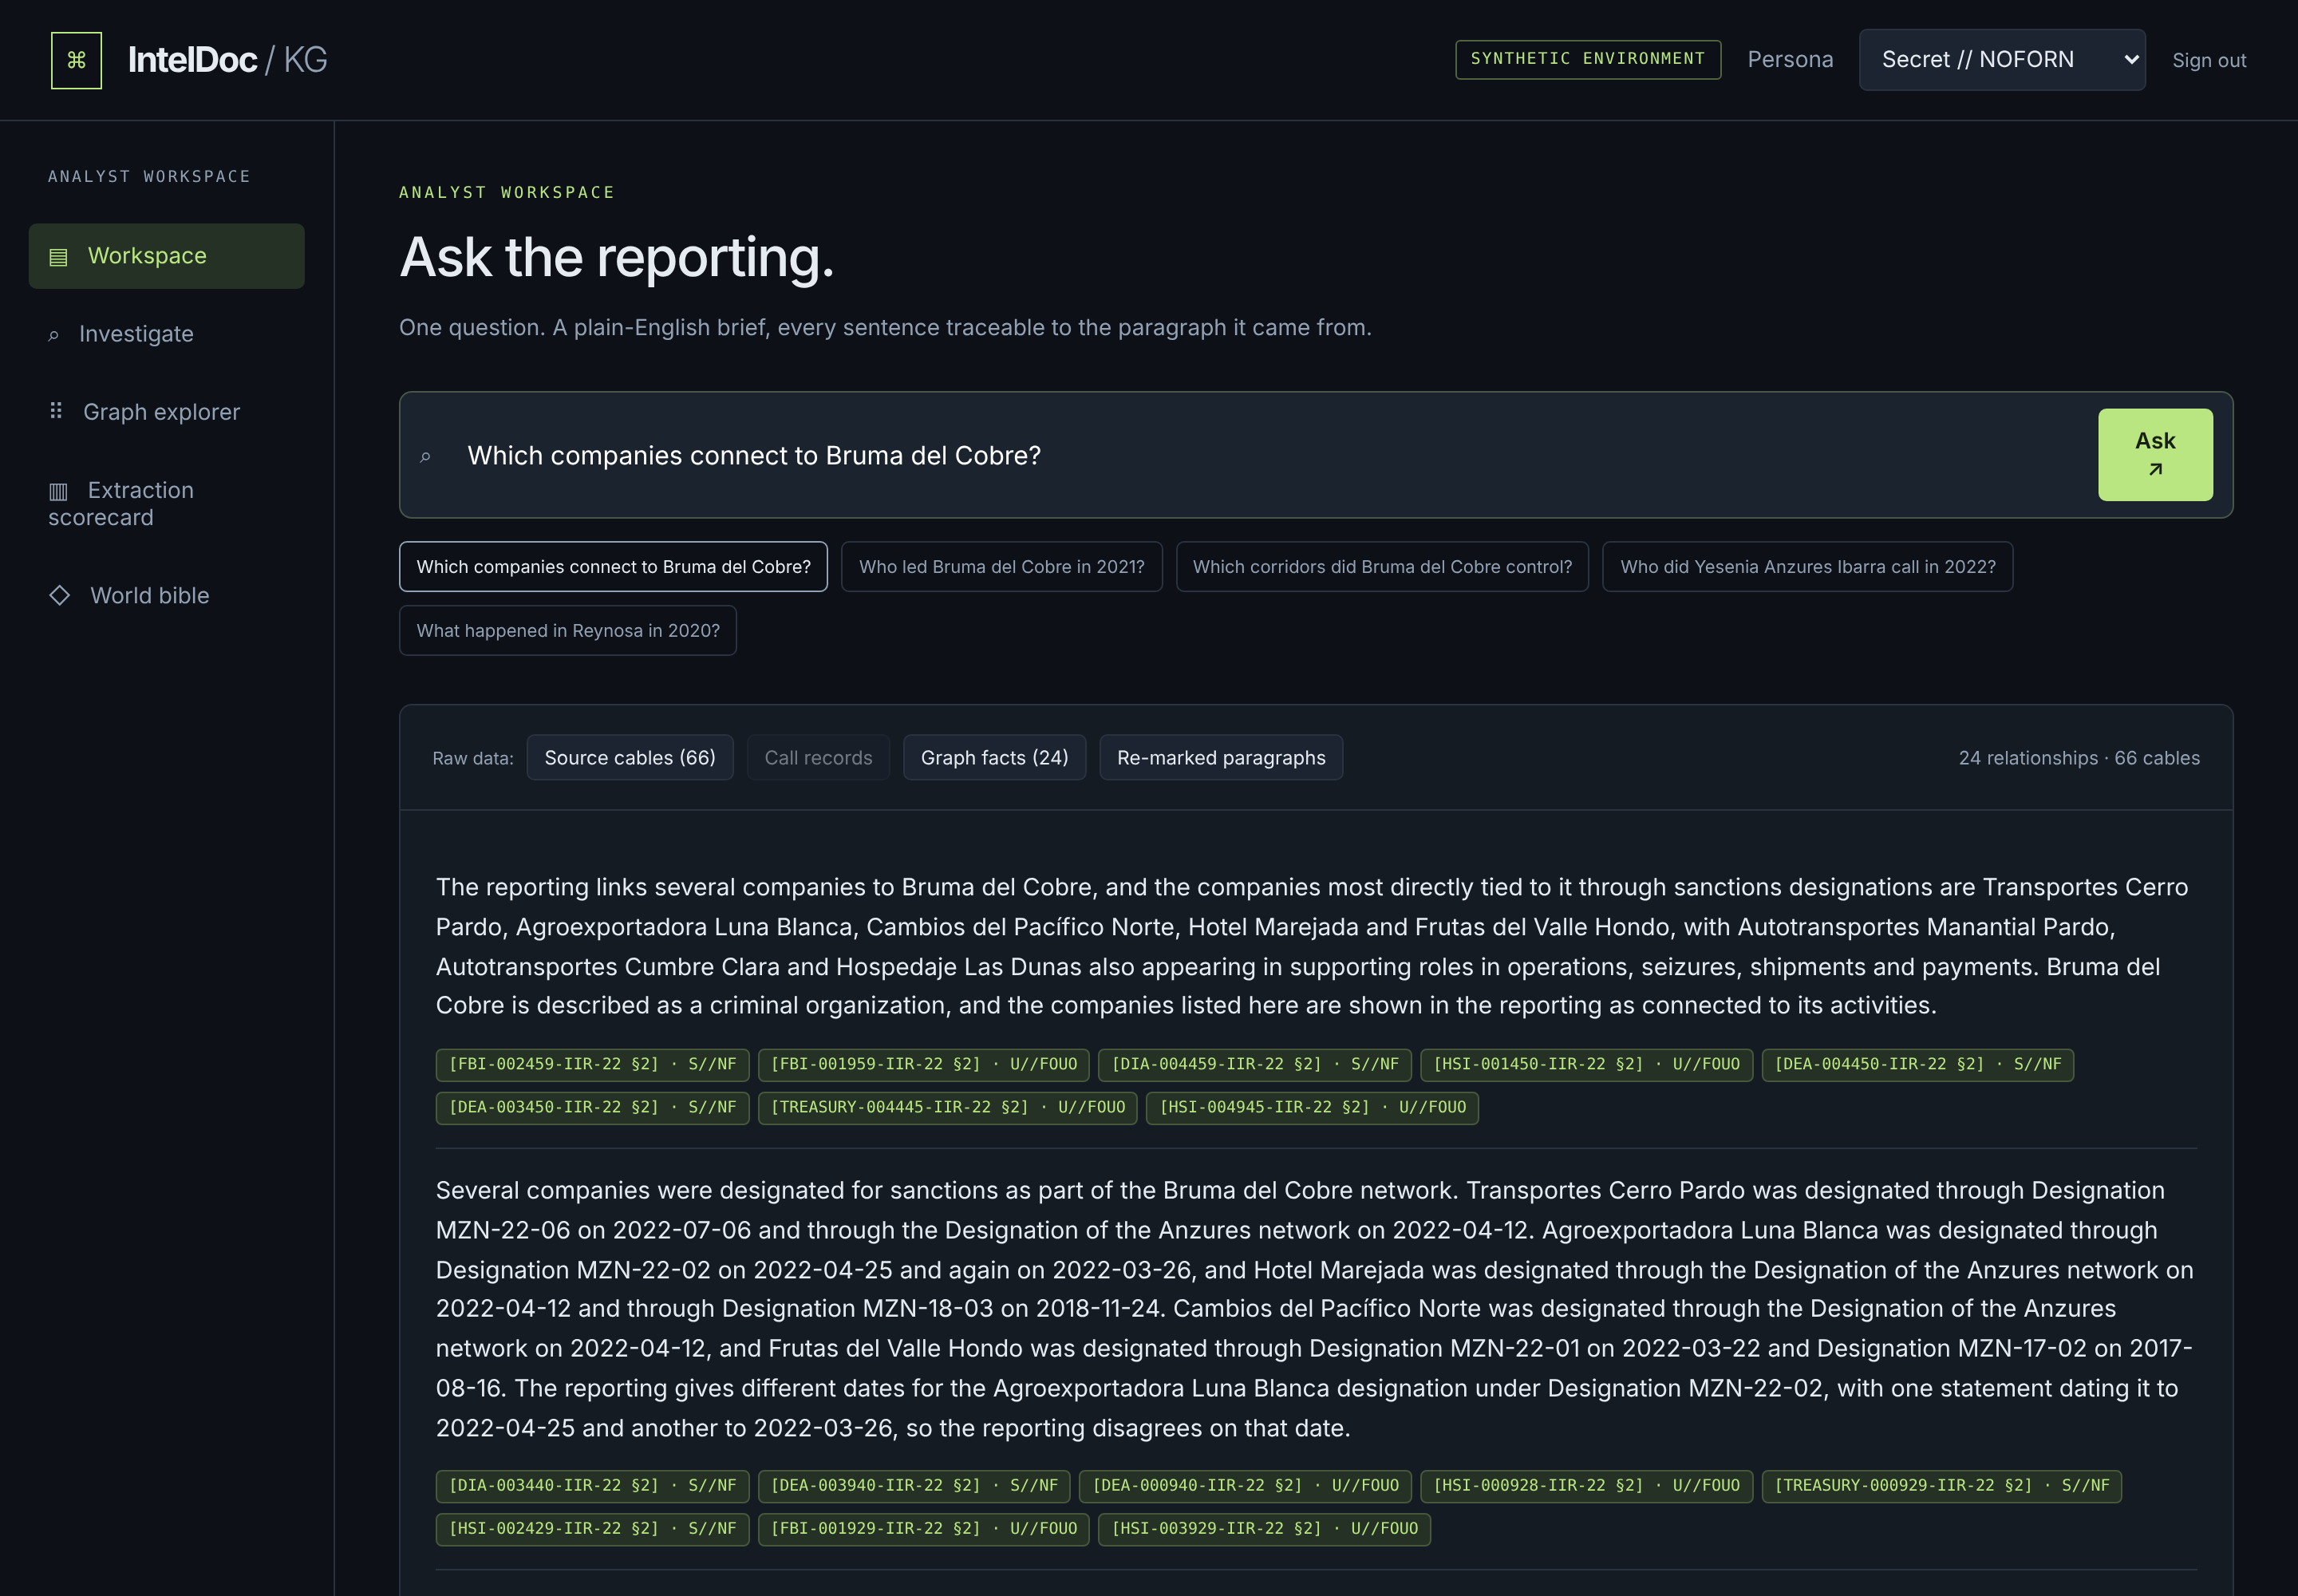 ⌘ IntelDoc / KG
SYNTHETIC ENVIRONMENT Persona Secret // NOFORN Sign out
ANALYST WORKSPACE
Workspace
Investigate
Graph explorer
Extraction
scorecard
World bible
ANALYST WORKSPACE
Ask the reporting.
One question. A plain-English brief, every sentence traceable to the paragraph it came from.
Which companies connect to Bruma del Cobre?
Ask
↗
Which companies connect to Bruma del Cobre? Who led Bruma del Cobre in 2021? Which corridors did Bruma del Cobre control? Who did Yesenia Anzures Ibarra call in 2022?
What happened in Reynosa in 2020?
Raw data: Source cables (66) Call records Graph facts (24) Re-marked paragraphs 24 relationships · 66 cables
The reporting links several companies to Bruma del Cobre, and the companies most directly tied to it through sanctions designations are Transportes Cerro
Pardo, Agroexportadora Luna Blanca, Cambios del Pacífico Norte, Hotel Marejada and Frutas del Valle Hondo, with Autotransportes Manantial Pardo,
Autotransportes Cumbre Clara and Hospedaje Las Dunas also appearing in supporting roles in operations, seizures, shipments and payments. Bruma del
Cobre is described as a criminal organization, and the companies listed here are shown in the reporting as connected to its activities.
[FBI-002459-IIR-22 §2] · S//NF [FBI-001959-IIR-22 §2] · U//FOUO [DIA-004459-IIR-22 §2] · S//NF [HSI-001450-IIR-22 §2] · U//FOUO [DEA-004450-IIR-22 §2] · S//NF
[DEA-003450-IIR-22 §2] · S//NF [TREASURY-004445-IIR-22 §2] · U//FOUO [HSI-004945-IIR-22 §2] · U//FOUO
Several companies were designated for sanctions as part of the Bruma del Cobre network. Transportes Cerro Pardo was designated through Designation
MZN-22-06 on 2022-07-06 and through the Designation of the Anzures network on 2022-04-12. Agroexportadora Luna Blanca was designated through
Designation MZN-22-02 on 2022-04-25 and again on 2022-03-26, and Hotel Marejada was designated through the Designation of the Anzures network on
2022-04-12 and through Designation MZN-18-03 on 2018-11-24. Cambios del Pacífico Norte was designated through the Designation of the Anzures
network on 2022-04-12, and Frutas del Valle Hondo was designated through Designation MZN-22-01 on 2022-03-22 and Designation MZN-17-02 on 2017-
08-16. The reporting gives different dates for the Agroexportadora Luna Blanca designation under Designation MZN-22-02, with one statement dating it to
2022-04-25 and another to 2022-03-26, so the reporting disagrees on that date.
[DIA-003440-IIR-22 §2] · S//NF [DEA-003940-IIR-22 §2] · S//NF [DEA-000940-IIR-22 §2] · U//FOUO [HSI-000928-IIR-22 §2] · U//FOUO [TREASURY-000929-IIR-22 §2] · S//NF
[HSI-002429-IIR-22 §2] · S//NF [FBI-001929-IIR-22 §2] · U//FOUO [HSI-003929-IIR-22 §2] · U//FOUO